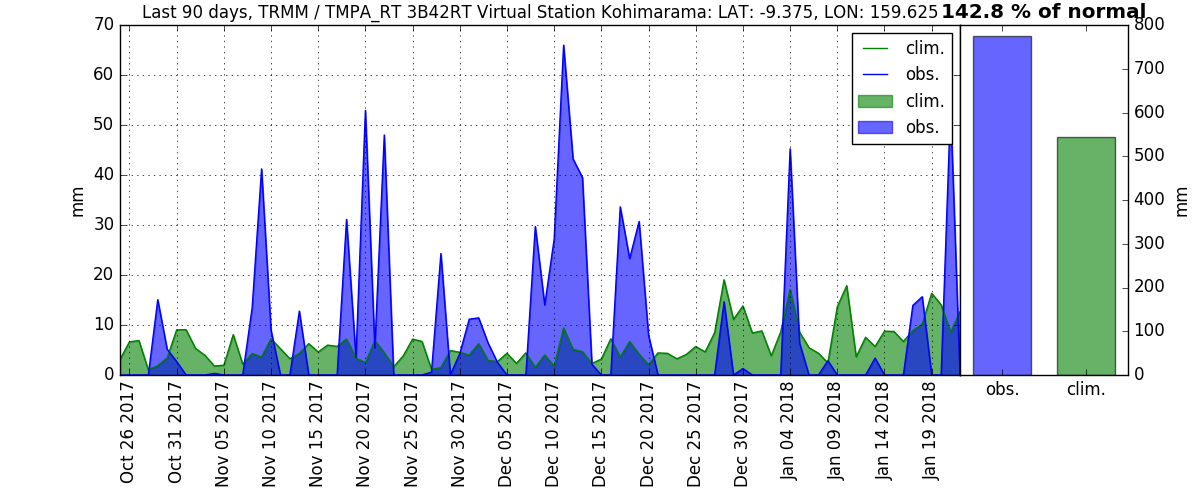 Last 90 days, TRMM / TMPA_RT 3B42RT Virtual Station Kohimarama: LAT: -9.375, LON: 159.625
142.8 % of normal
70
60
50
40
30
20
10
0
mm
clim.
obs.
clim.
obs.
Oct 26 2017
Oct 31 2017
Nov 05 2017
Nov 10 2017
Nov 15 2017
Nov 20 2017
Nov 25 2017
Nov 30 2017
Dec 05 2017
Dec 10 2017
Dec 15 2017
Dec 20 2017
Dec 25 2017
Dec 30 2017
Jan 04 2018
Jan 09 2018
Jan 14 2018
Jan 19 2018
800
700
600
500
400
300
200
100
0
mm
obs.
clim.